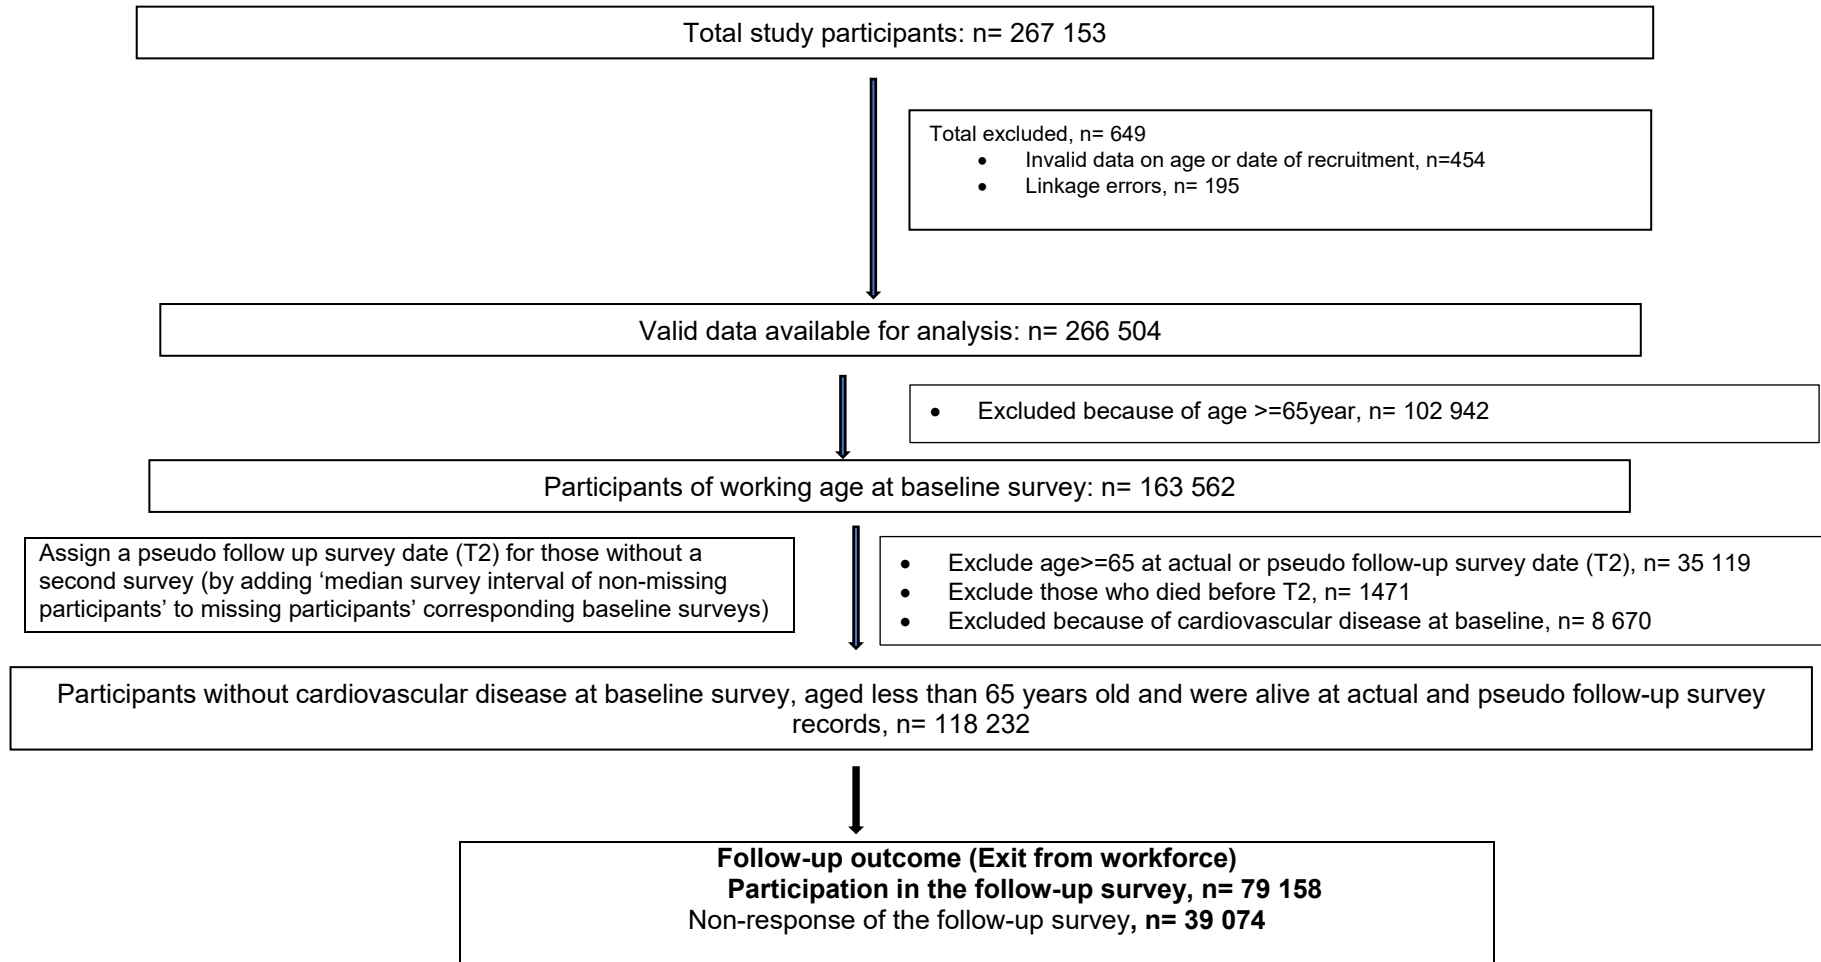 Total study participants: n= 267 153
Total excluded, n= 649
• Invalid data on age or date of recruitment, n=454
• Linkage errors, n= 195
Valid data available for analysis: n= 266 504
• Excluded because of age >=65year, n= 102 942
Participants of working age at baseline survey: n= 163 562
Assign a pseudo follow up survey date (T2) for those without a
second survey (by adding ‘median survey interval of non-missing
participants’ to missing participants’ corresponding baseline surveys)
• Exclude age>=65 at actual or pseudo follow-up survey date (T2), n= 35 119
• Exclude those who died before T2, n= 1471
• Excluded because of cardiovascular disease at baseline, n= 8 670
Participants without cardiovascular disease at baseline survey, aged less than 65 years old and were alive at actual and pseudo follow-up survey
records, n= 118 232
Follow-up outcome (Exit from workforce)
Participation in the follow-up survey, n= 79 158
Non-response of the follow-up survey, n= 39 074